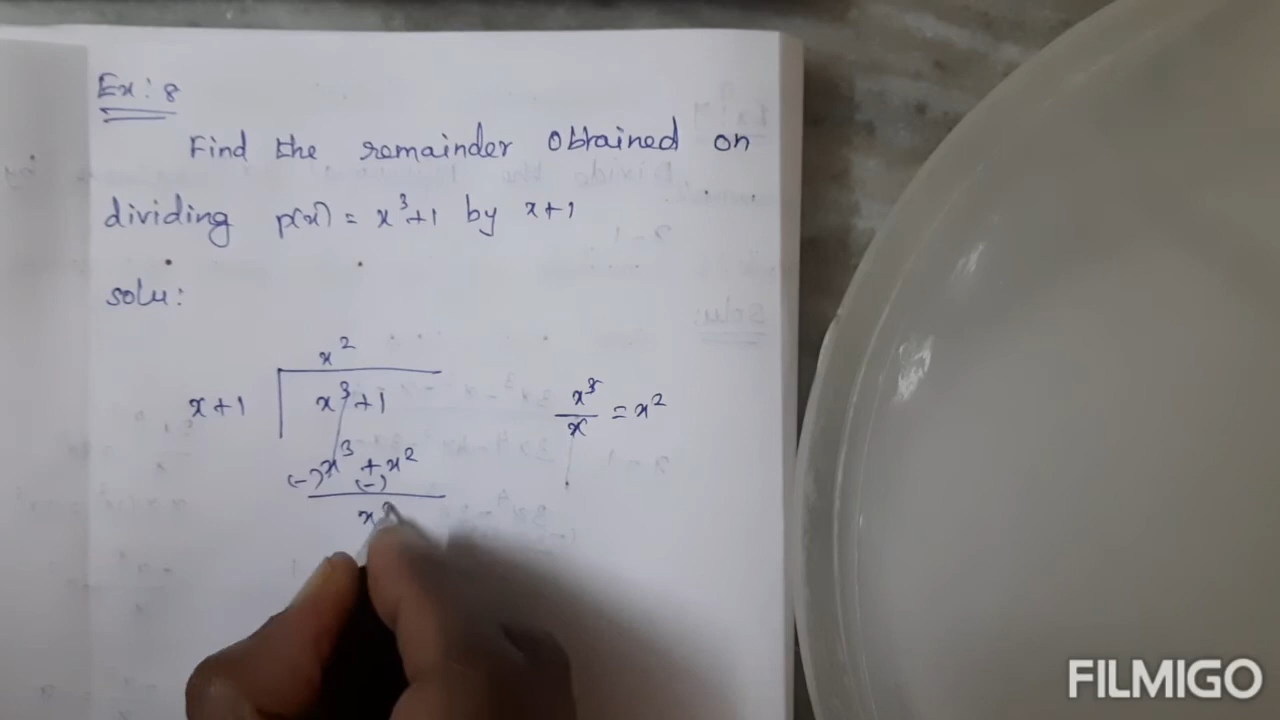 Ex: 8
Find the remainder Obtained on
dividing p(x) = x³+1 by x+1
Solu:
x²
x+1 x³+1
x³/x = x²
(-)x³ + x²
(-)
x²
FILMIGO